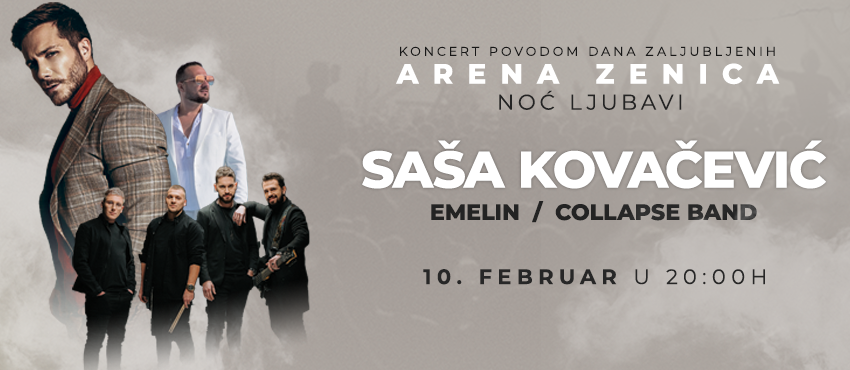 KONCERT POVODOM DANA ZALJUBLJENIH
ARENA ZENICA
NOĆ LJUBAVI
SAŠA KOVAČEVIĆ
EMELIN / COLLAPSE BAND
10. FEBRUAR U 20:00H